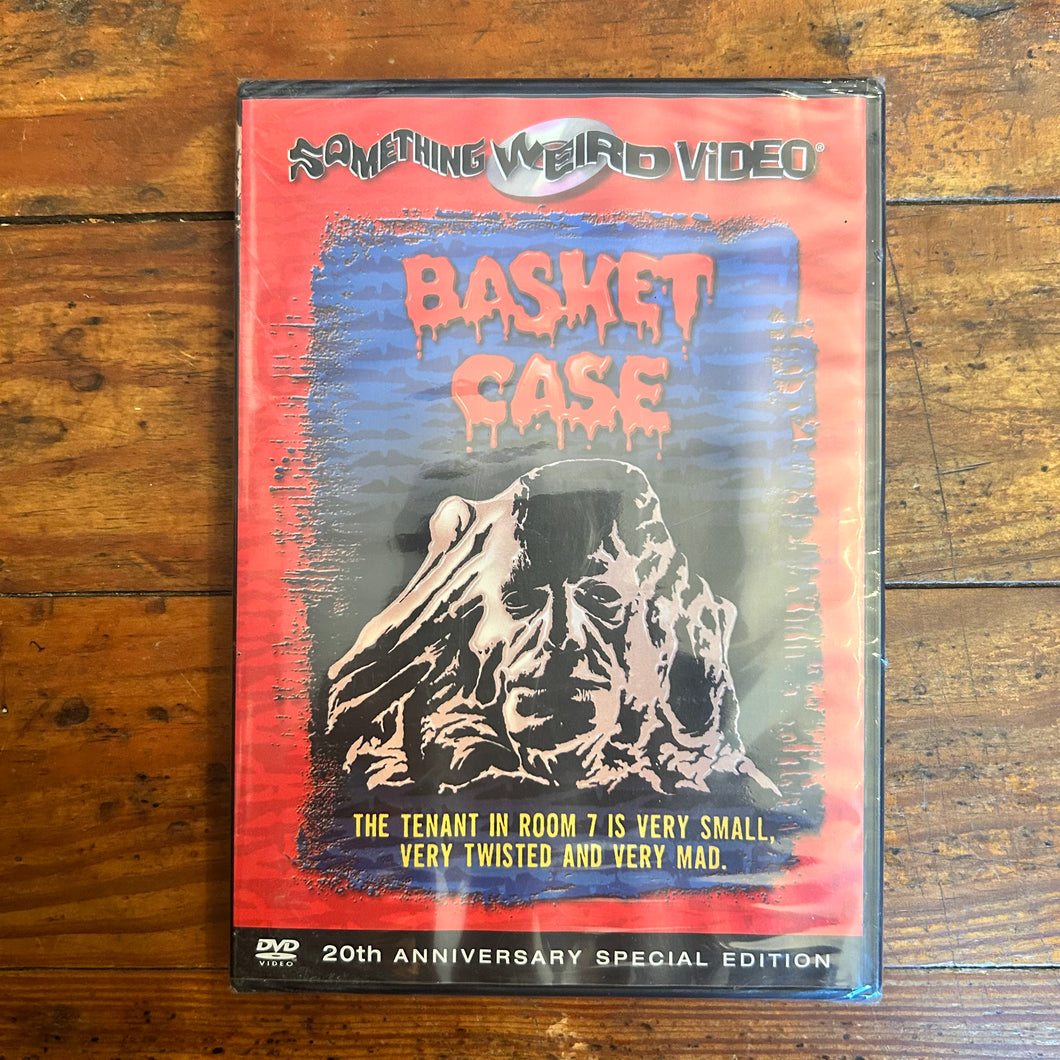 SOMETHING WEIRD VIDEO®
BASKET
CASE
THE TENANT IN ROOM 7 IS VERY SMALL,
VERY TWISTED AND VERY MAD.
DVD
VIDEO
20th ANNIVERSARY SPECIAL EDITION